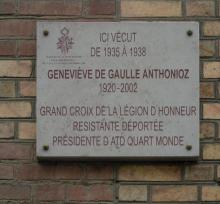 ICI VÉCUT
DE 1935 À 1938
GENEVIÈVE DE GAULLE ANTHONIOZ
1920-2002
GRAND CROIX DE LA LÉGION D'HONNEUR
RESISTANTE DÉPORTÉE
PRÉSIDENTE D'ATD QUART MONDE